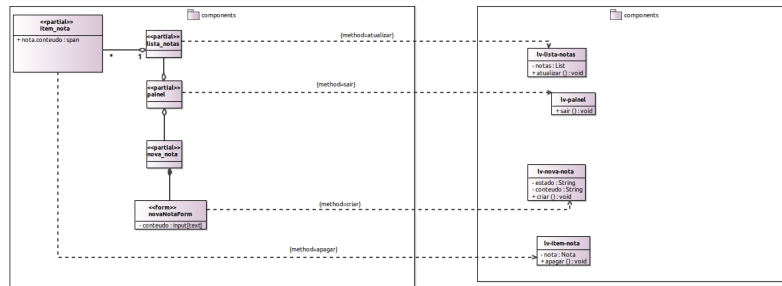 components
components
<<partial>>
item_nota
+ nota.conteudo : span
<<partial>>
lista_notas
*
1
{method=atualizar}
lv-lista-notas
- notas : List
+ atualizar () : void
<<partial>>
painel
{method=sair}
lv-painel
+ sair () : void
<<partial>>
nova_nota
lv-nova-nota
- estado : String
- conteudo : String
+ criar () : void
<<form>>
novaNotaForm
- conteudo : input[text]
{method=criar}
{method=apagar}
lv-item-nota
- nota : Nota
+ apagar () : void